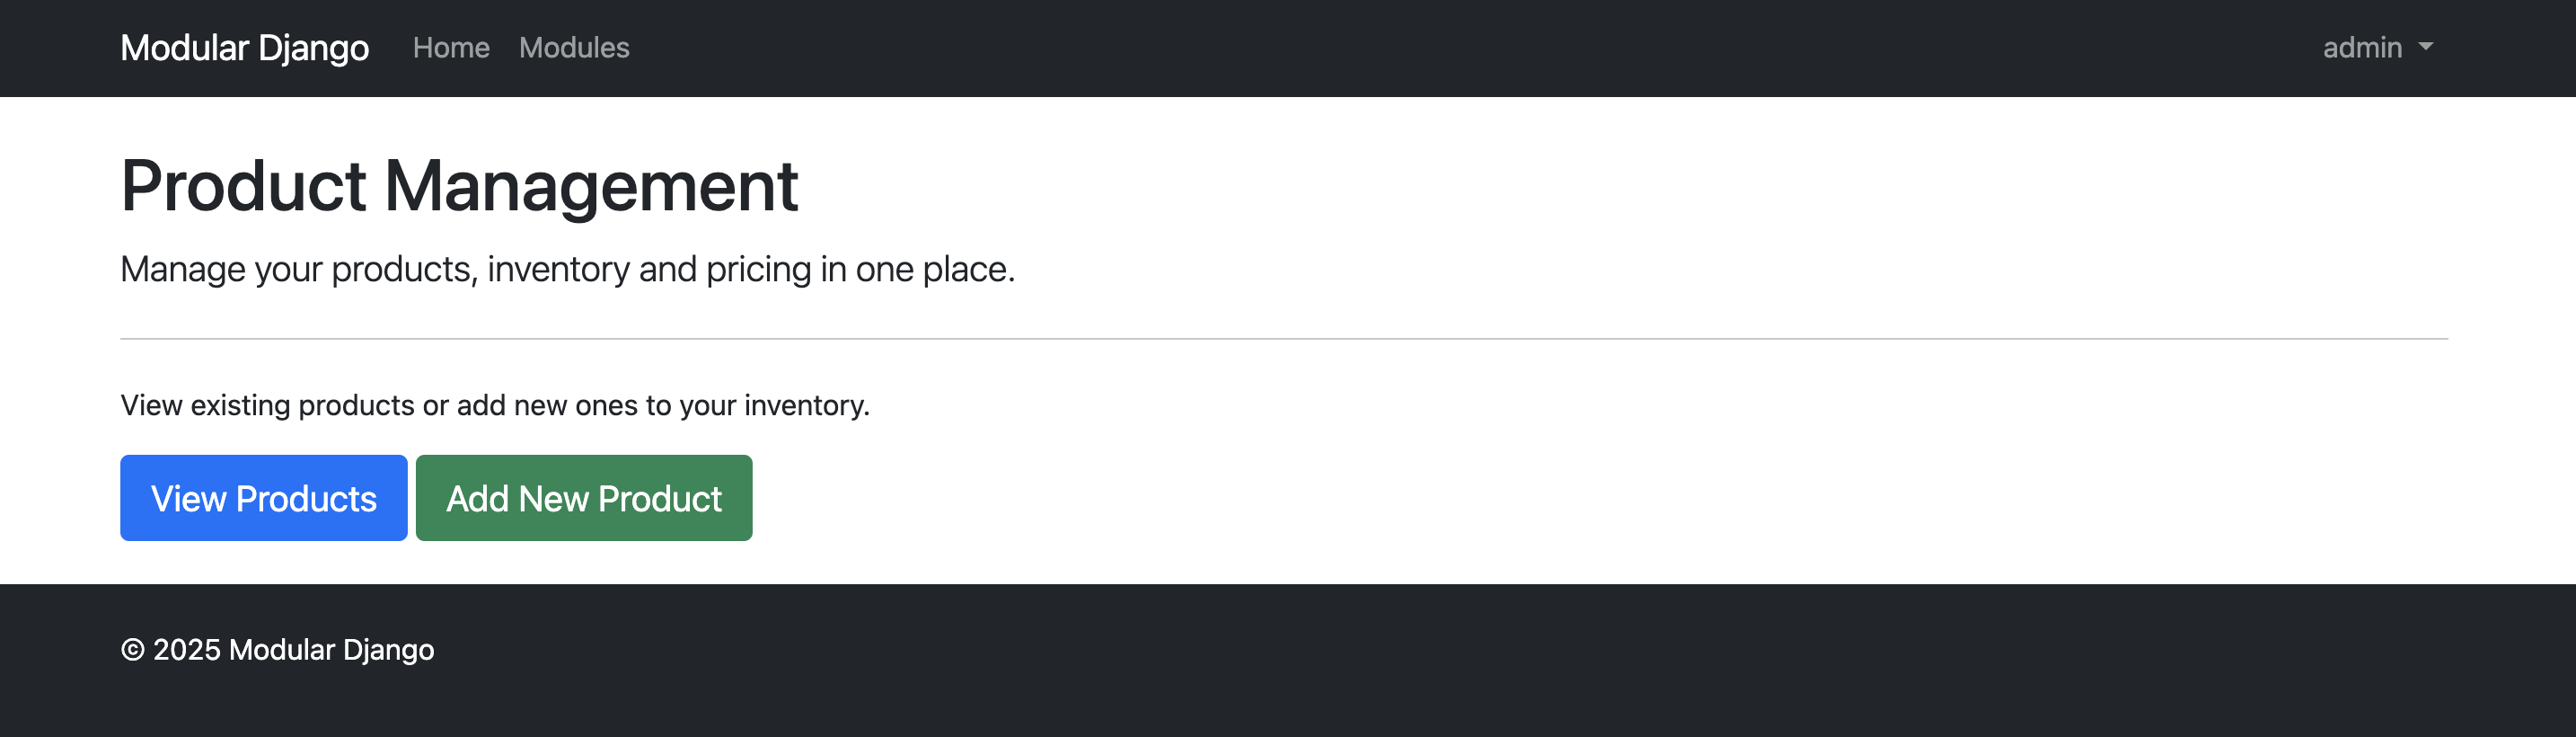 Modular Django Home Modules admin
Product Management
Manage your products, inventory and pricing in one place.
View existing products or add new ones to your inventory.
View Products Add New Product
© 2025 Modular Django